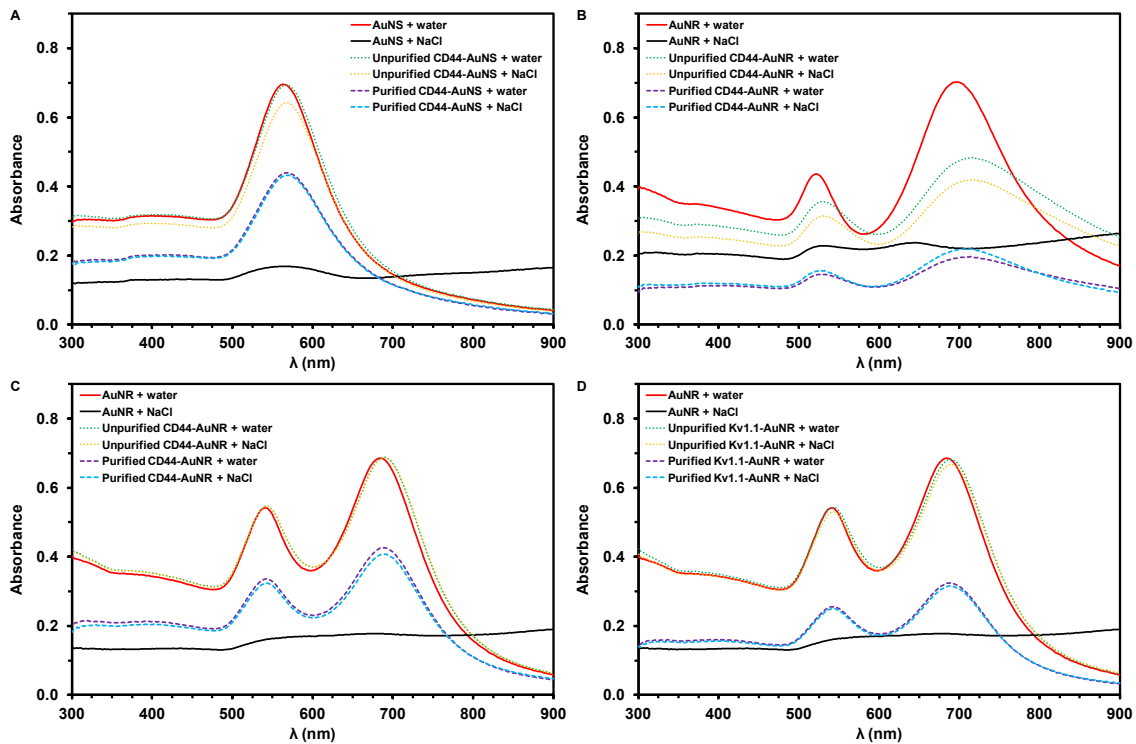 A
AuNS + water
AuNS + NaCl
Unpurified CD44-AuNS + water
Unpurified CD44-AuNS + NaCl
Purified CD44-AuNS + water
Purified CD44-AuNS + NaCl
Absorbance
0.8
0.6
0.4
0.2
0.0
300 400 500 600 700 800 900
λ (nm)
B
AuNR + water
AuNR + NaCl
Unpurified CD44-AuNR + water
Unpurified CD44-AuNR + NaCl
Purified CD44-AuNR + water
Purified CD44-AuNR + NaCl
Absorbance
0.8
0.6
0.4
0.2
0.0
300 400 500 600 700 800 900
λ (nm)
C
AuNR + water
AuNR + NaCl
Unpurified CD44-AuNR + water
Unpurified CD44-AuNR + NaCl
Purified CD44-AuNR + water
Purified CD44-AuNR + NaCl
Absorbance
0.8
0.6
0.4
0.2
0.0
300 400 500 600 700 800 900
λ (nm)
D
AuNR + water
AuNR + NaCl
Unpurified Kv1.1-AuNR + water
Unpurified Kv1.1-AuNR + NaCl
Purified Kv1.1-AuNR + water
Purified Kv1.1-AuNR + NaCl
Absorbance
0.8
0.6
0.4
0.2
0.0
300 400 500 600 700 800 900
λ (nm)